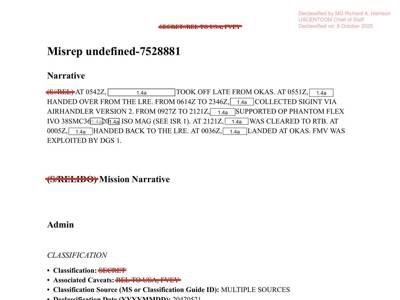 Declassified by MG Richard A. Harrison
USCENTCOM Chief of Staff
Declassified on: 8 October 2025
SECRET//REL TO USA, FVEY
Misrep undefined-7528881
Narrative
(S//REL) AT 0542Z, 1.4a TOOK OFF LATE FROM OKAS. AT 0551Z, 1.4a
HANDED OVER FROM THE LRE. FROM 0614Z TO 2346Z, 1.4a COLLECTED SIGINT VIA
AIRHANDLER VERSION 2. FROM 0927Z TO 2121Z, 1.4a SUPPORTED OP PHANTOM FLEX
IVO 38SMC36 1.4a 1.4a ISO MAG (SEE ISR 1). AT 2121Z, 1.4a WAS CLEARED TO RTB. AT
0005Z, 1.4a HANDED BACK TO THE LRE. AT 0036Z, 1.4a LANDED AT OKAS. FMV WAS
EXPLOITED BY DGS 1.
(S//RELIDO) Mission Narrative
Admin
CLASSIFICATION
• Classification: SECRET
• Associated Caveats: REL TO USA, FVEY
• Classification Source (MS or Classification Guide ID): MULTIPLE SOURCES